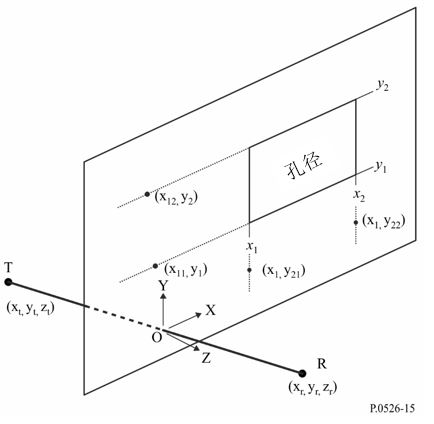 y₂
孔径
y₁
(x₁₂, y₂)
x₂
x₁
(x₁, y₂₂)
(x₁₁, y₁)
(x₁, y₂₁)
T
Y
(xₜ, yₜ, zₜ)
X
O
Z
R
(xᵣ, yᵣ, zᵣ)
P.0526-15